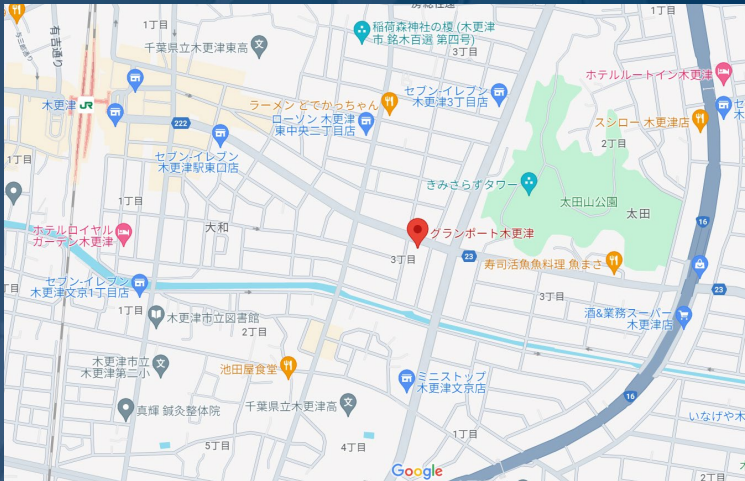 1丁目
房総往還
1丁目
有吉通り
千葉県立木更津東高
稲荷森神社の榎 (木更津
市 銘木百選 第四号)
ホテルルートイン木更津
木更津
JR
ラーメン とでかっちゃん
セブン-イレブン
木更津3丁目店
ローソン 木更津
東中央二丁目店
スシロー 木更津店
222
2丁目
セブン-イレブン
木更津駅東口店
1丁目
きみさらずタワー
太田山公園
太田
1丁目
大和
16
ホテルロイヤル
ガーデン木更津
グランポート木更津
3丁目
23
寿司活魚魚料理 魚まさ
セブン-イレブン
木更津文京1丁目店
丁目
3丁目
23
1丁目
木更津市立図書館
2丁目
酒&業務スーパー
木更津店
木更津市立
木更津第二小
池田屋食堂
ミニストップ
木更津文京店
16
真輝 鍼灸整体院
千葉県立木更津高
いなげや木
1丁目
5丁目
4丁目
Google
2丁目